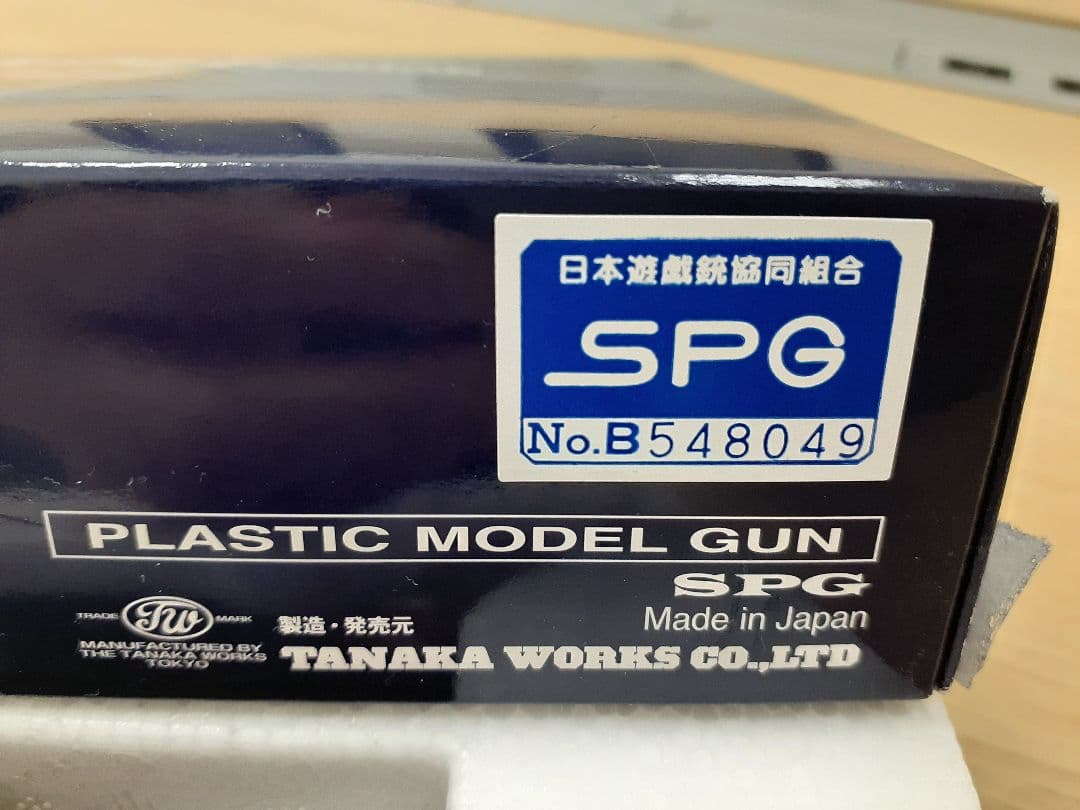 日本遊戯銃協同組合
SPG
No.B548049
PLASTIC MODEL GUN
SPG
Made in Japan
TRADE TW MARK
MANUFACTURED BY
THE TANAKA WORKS
TOKYO
製造・発売元
TANAKA WORKS CO.,LTD